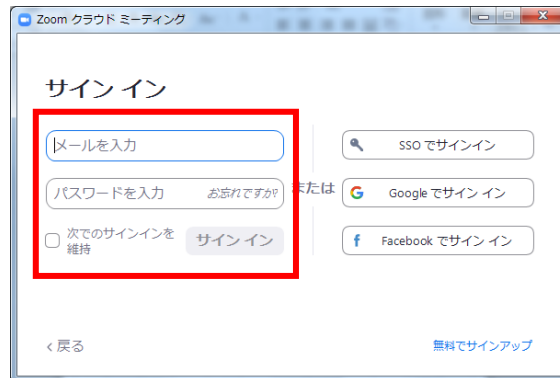 Zoom クラウド ミーティング
サイン イン
メールを入力
パスワードを入力 お忘れですか?
次でのサインインを
維持
サイン イン
または
SSO でサインイン
Google でサイン イン
Facebook でサイン イン
< 戻る
無料でサインアップ